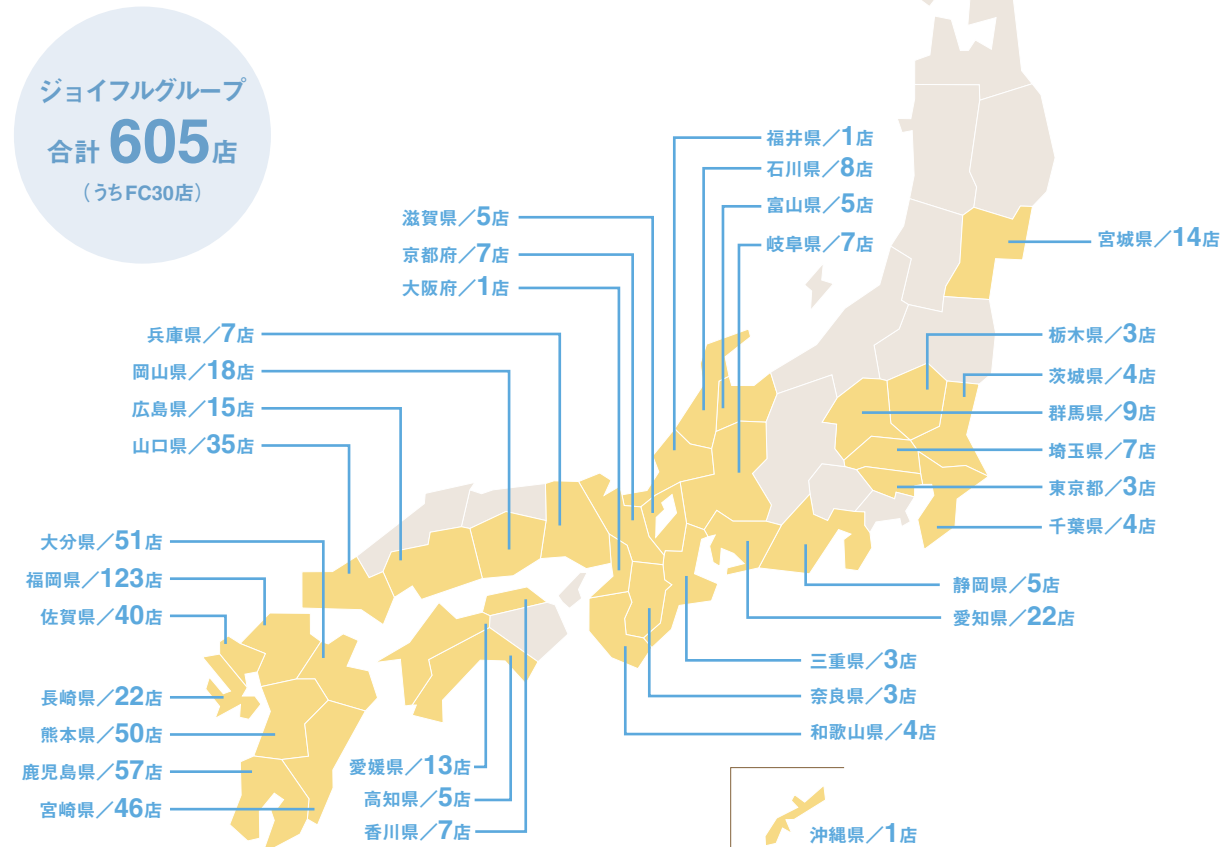 ジョイフルグループ
合計 605店
（うちFC30店）
福井県／1店
石川県／8店
富山県／5店
岐阜県／7店
滋賀県／5店
京都府／7店
大阪府／1店
宮城県／14店
兵庫県／7店
岡山県／18店
広島県／15店
山口県／35店
栃木県／3店
茨城県／4店
群馬県／9店
埼玉県／7店
東京都／3店
千葉県／4店
大分県／51店
福岡県／123店
佐賀県／40店
長崎県／22店
熊本県／50店
鹿児島県／57店
宮崎県／46店
静岡県／5店
愛知県／22店
三重県／3店
奈良県／3店
和歌山県／4店
愛媛県／13店
高知県／5店
香川県／7店
沖縄県／1店